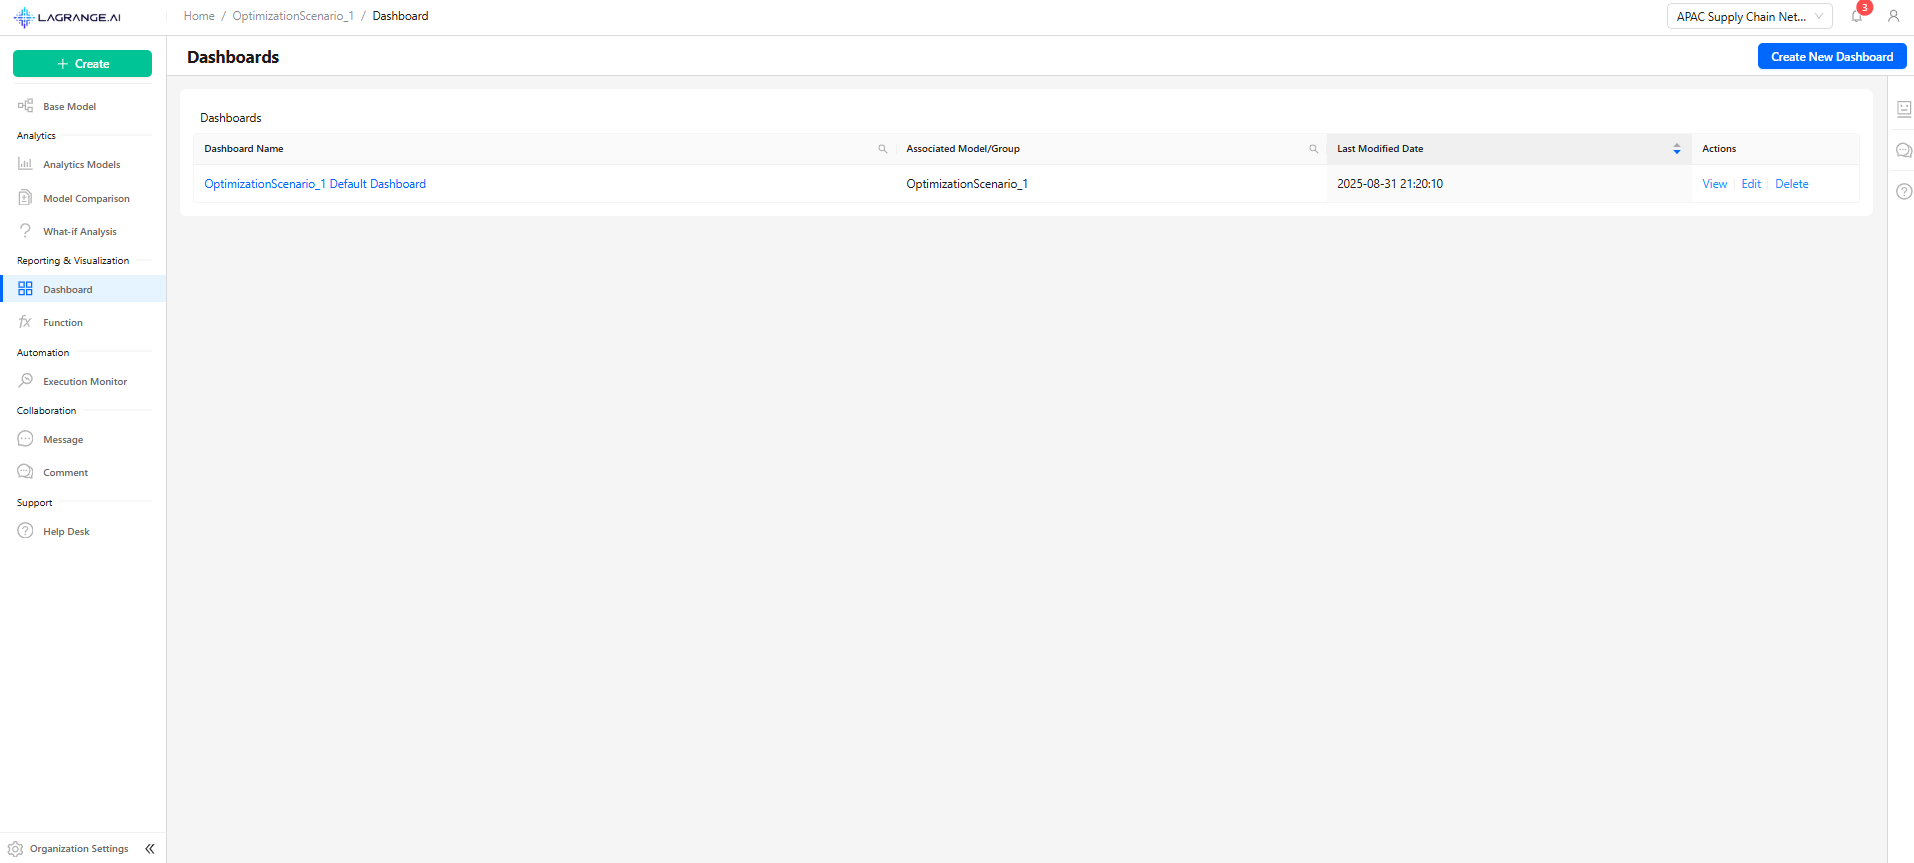 LAGRANGE.AI
Home / OptimizationScenario_1 / Dashboard
APAC Supply Chain Net...
3
Create
Dashboards
Create New Dashboard
Base Model
Analytics
Analytics Models
Model Comparison
What-if Analysis
Reporting & Visualization
Dashboard
Function
Automation
Execution Monitor
Collaboration
Message
Comment
Support
Help Desk
Organization Settings
Dashboards
Dashboard Name Associated Model/Group Last Modified Date Actions
OptimizationScenario_1 Default Dashboard OptimizationScenario_1 2025-08-31 21:20:10 View Edit Delete